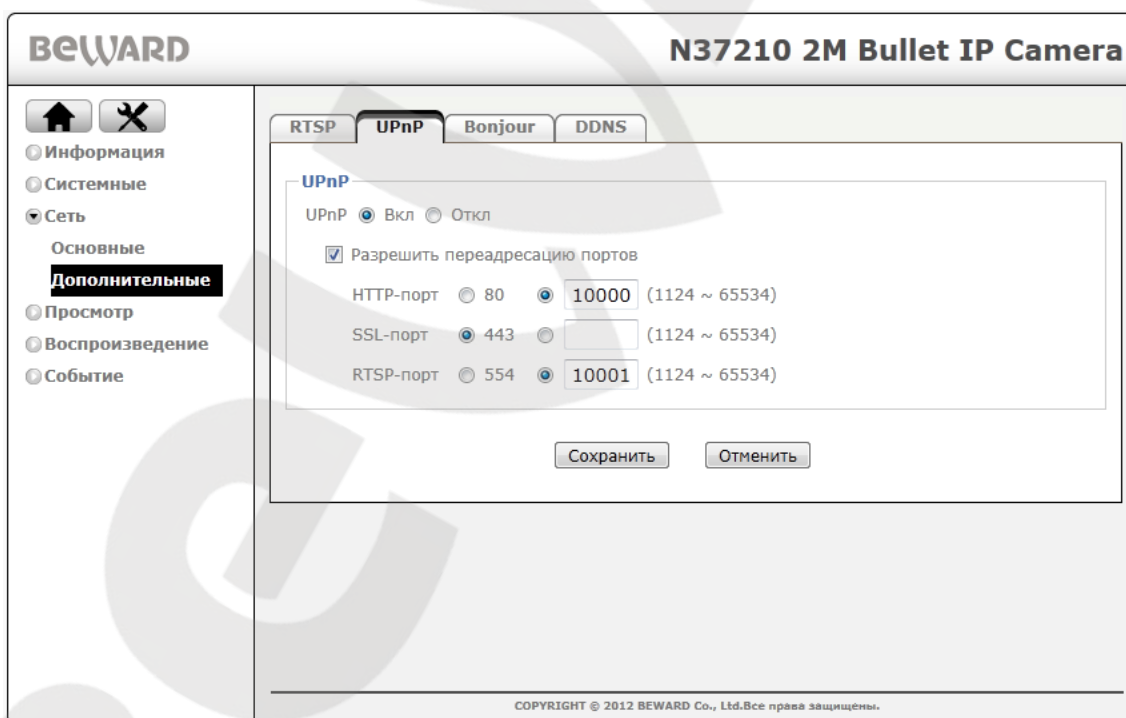 BEWARD
N37210 2M Bullet IP Camera
Информация
Системные
Сеть
Основные
Дополнительные
Просмотр
Воспроизведение
Событие
RTSP UPnP Bonjour DDNS
UPnP
UPnP Вкл Откл
Разрешить переадресацию портов
HTTP-порт 80 10000 (1124 ~ 65534)
SSL-порт 443 (1124 ~ 65534)
RTSP-порт 554 10001 (1124 ~ 65534)
Сохранить Отменить
COPYRIGHT © 2012 BEWARD Co., Ltd.Все права защищены.